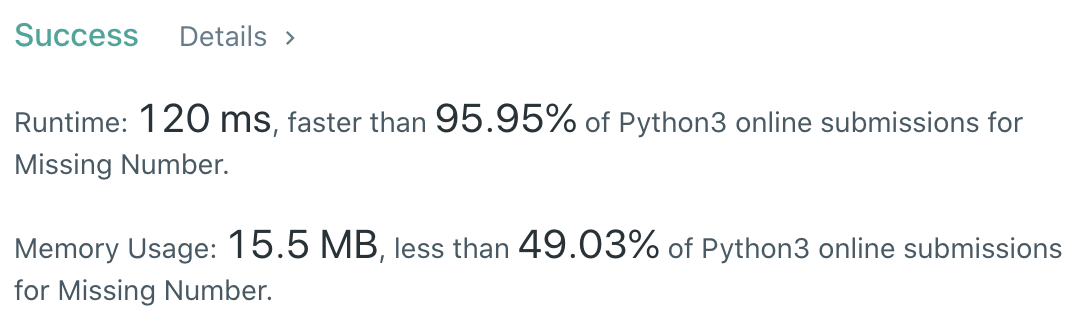 Success Details >
Runtime: 120 ms, faster than 95.95% of Python3 online submissions for
Missing Number.
Memory Usage: 15.5 MB, less than 49.03% of Python3 online submissions
for Missing Number.